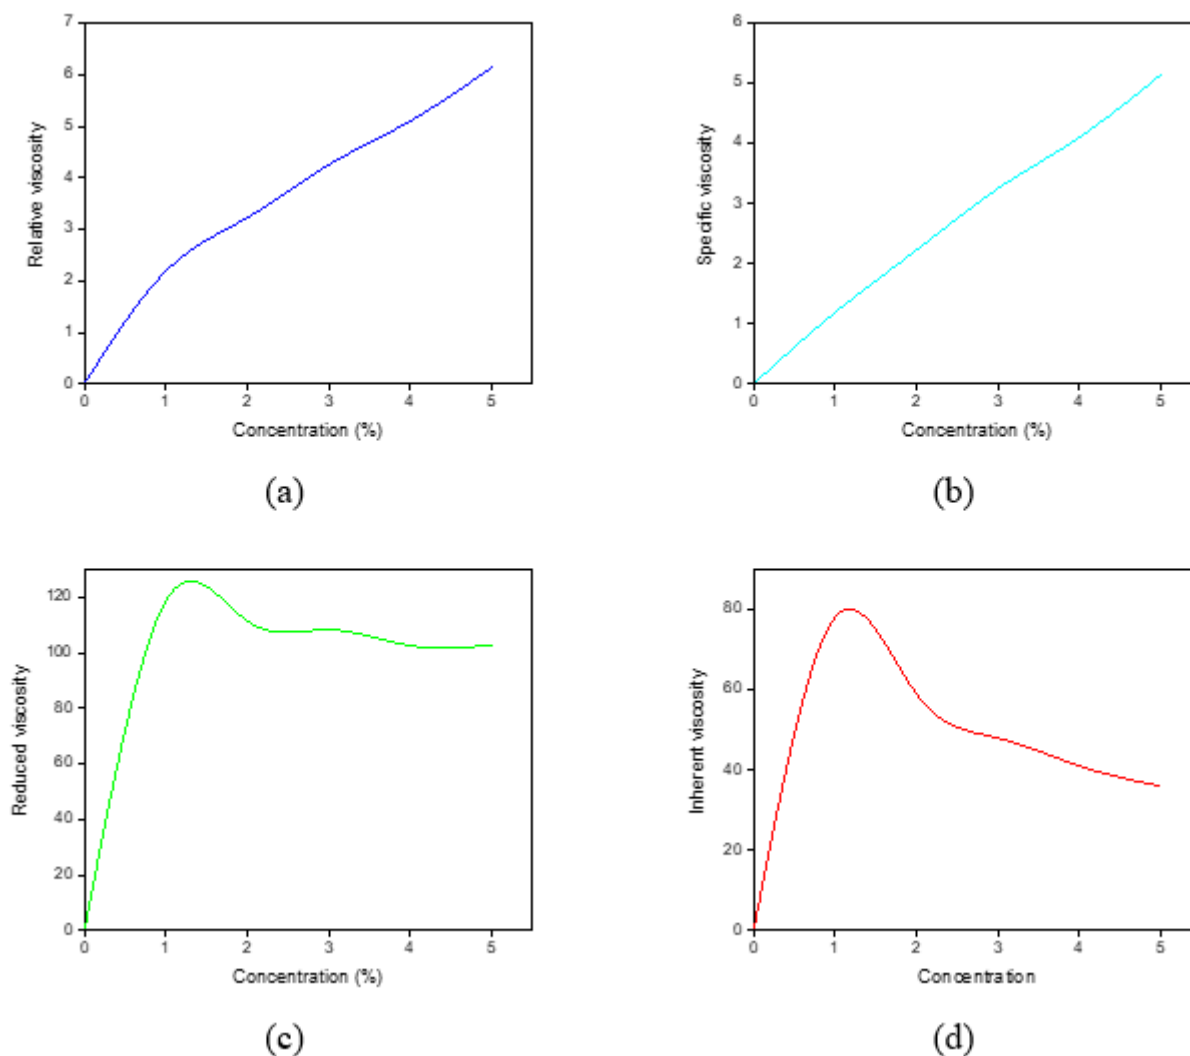 7
6
5
4
3
2
1
0
Relative viscosity
0 1 2 3 4 5
Concentration (%)
(a)
6
5
4
3
2
1
0
Specific viscosity
0 1 2 3 4 5
Concentration (%)
(b)
120
100
80
60
40
20
0
Reduced viscosity
0 1 2 3 4 5
Concentration (%)
(c)
80
60
40
20
0
Inherent viscosity
0 1 2 3 4 5
Concentration
(d)